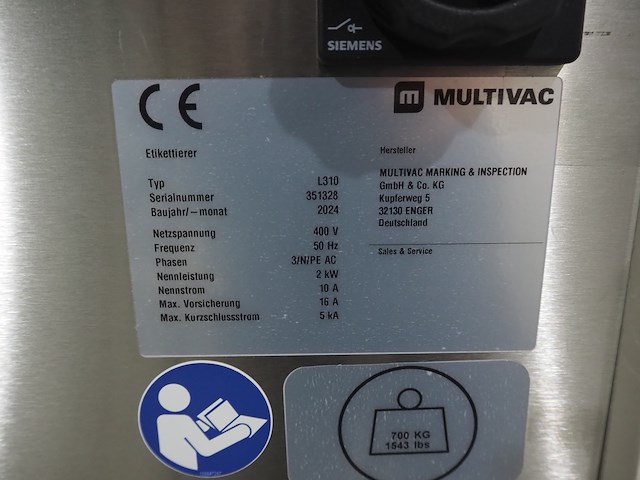 SIEMENS
CE
MULTIVAC
Etikettierer
Typ L310
Serialnummer 351328
Baujahr/-monat 2024
Netzspannung 400 V
Frequenz 50 Hz
Phasen 3/N/PE AC
Nennleistung 2 kW
Nennstrom 10 A
Max. Vorsicherung 16 A
Max. Kurzschlussstrom 5 kA
Hersteller
MULTIVAC MARKING & INSPECTION
GmbH & Co. KG
Kupferweg 5
32130 ENGER
Deutschland
Sales & Service
700 KG
1543 lbs